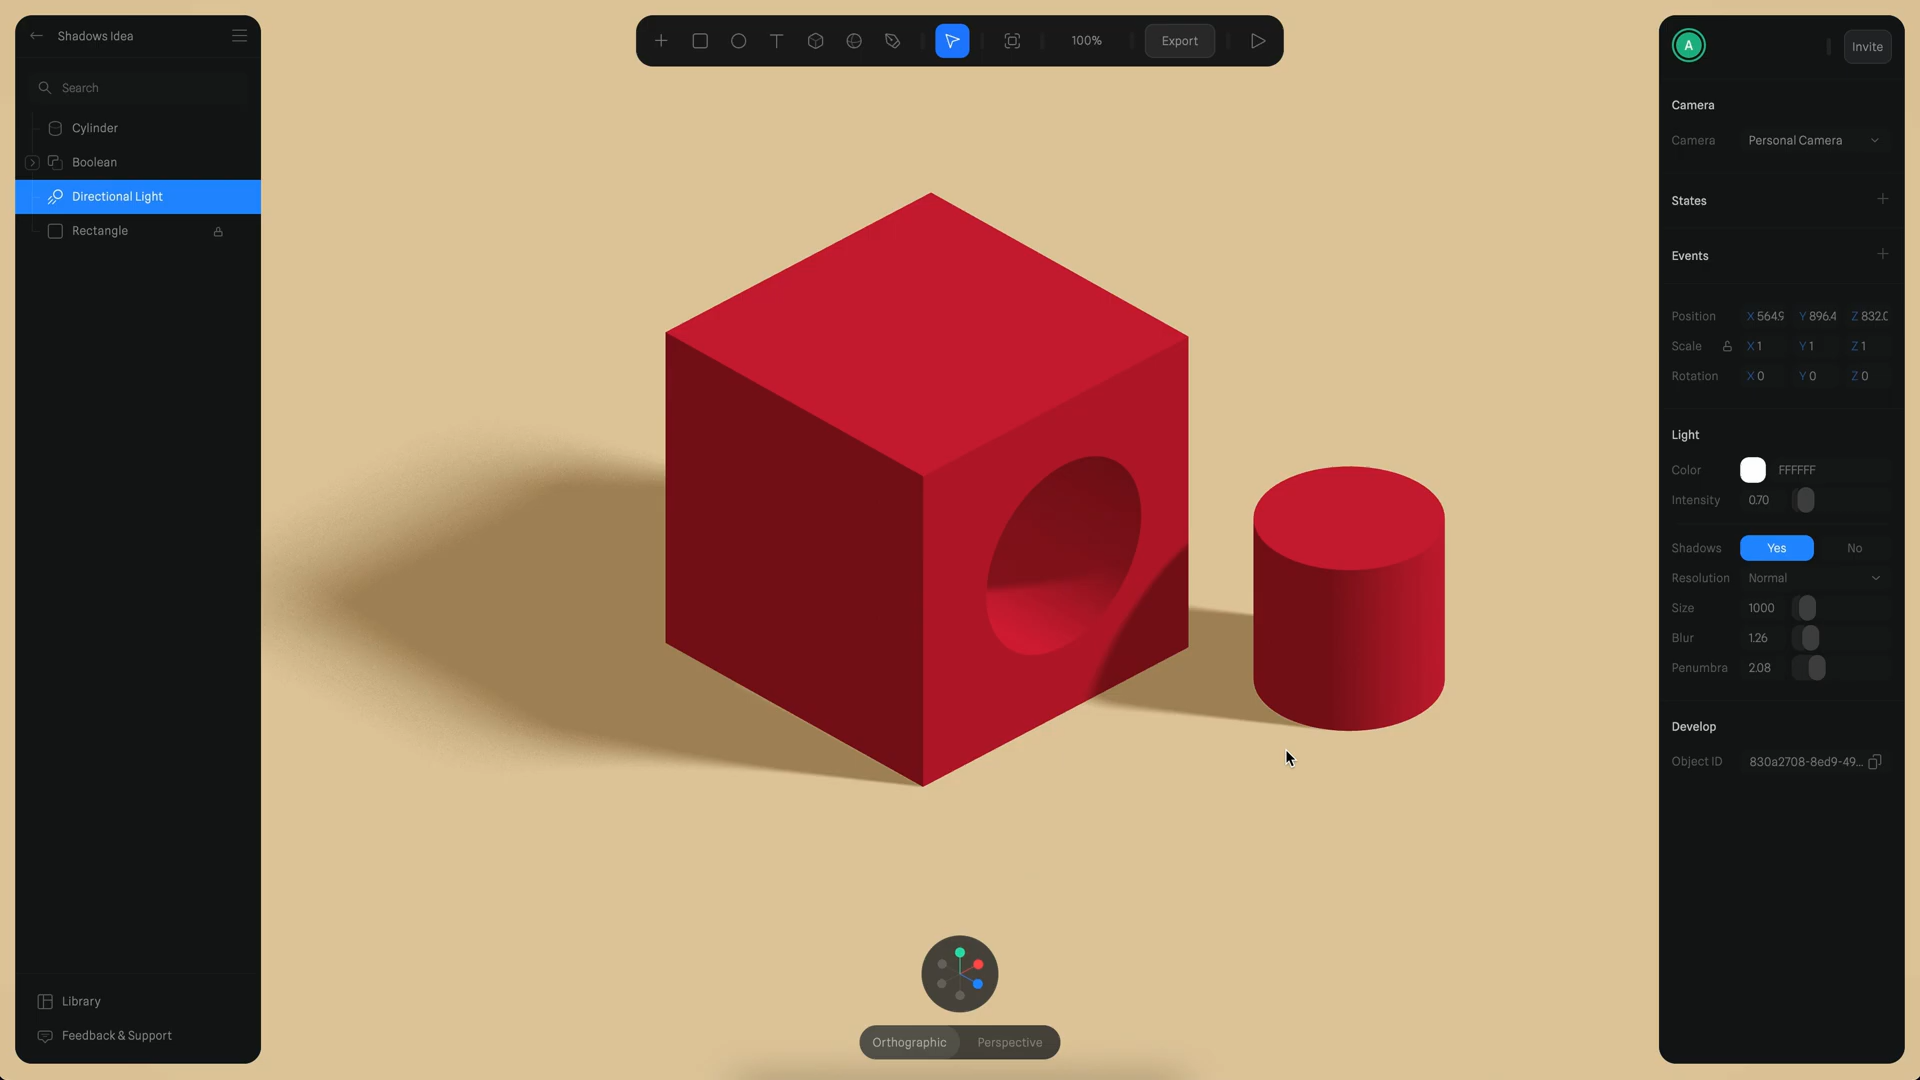 Shadows Idea
Search
Cylinder
Boolean
Directional Light
Rectangle
Library
Feedback & Support
100%
Export
Orthographic
Perspective
A
Invite
Camera
Camera Personal Camera
States
Events
Position X 564.9 Y 896.4 Z 832.0
Scale X 1 Y 1 Z 1
Rotation X 0 Y 0 Z 0
Light
Color FFFFFF
Intensity 0.70
Shadows Yes No
Resolution Normal
Size 1000
Blur 1.26
Penumbra 2.08
Develop
Object ID 830a2708-8ed9-49...